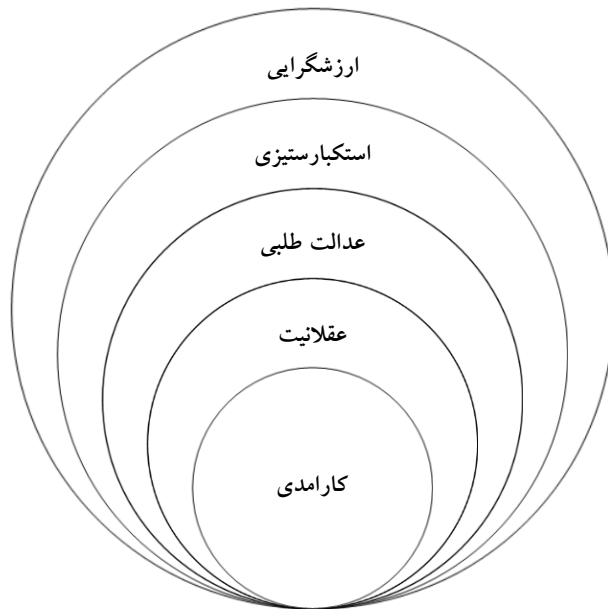 ارزشگرایی
استکبارستیزی
عدالت طلبی
عقلانیت
کارامدی